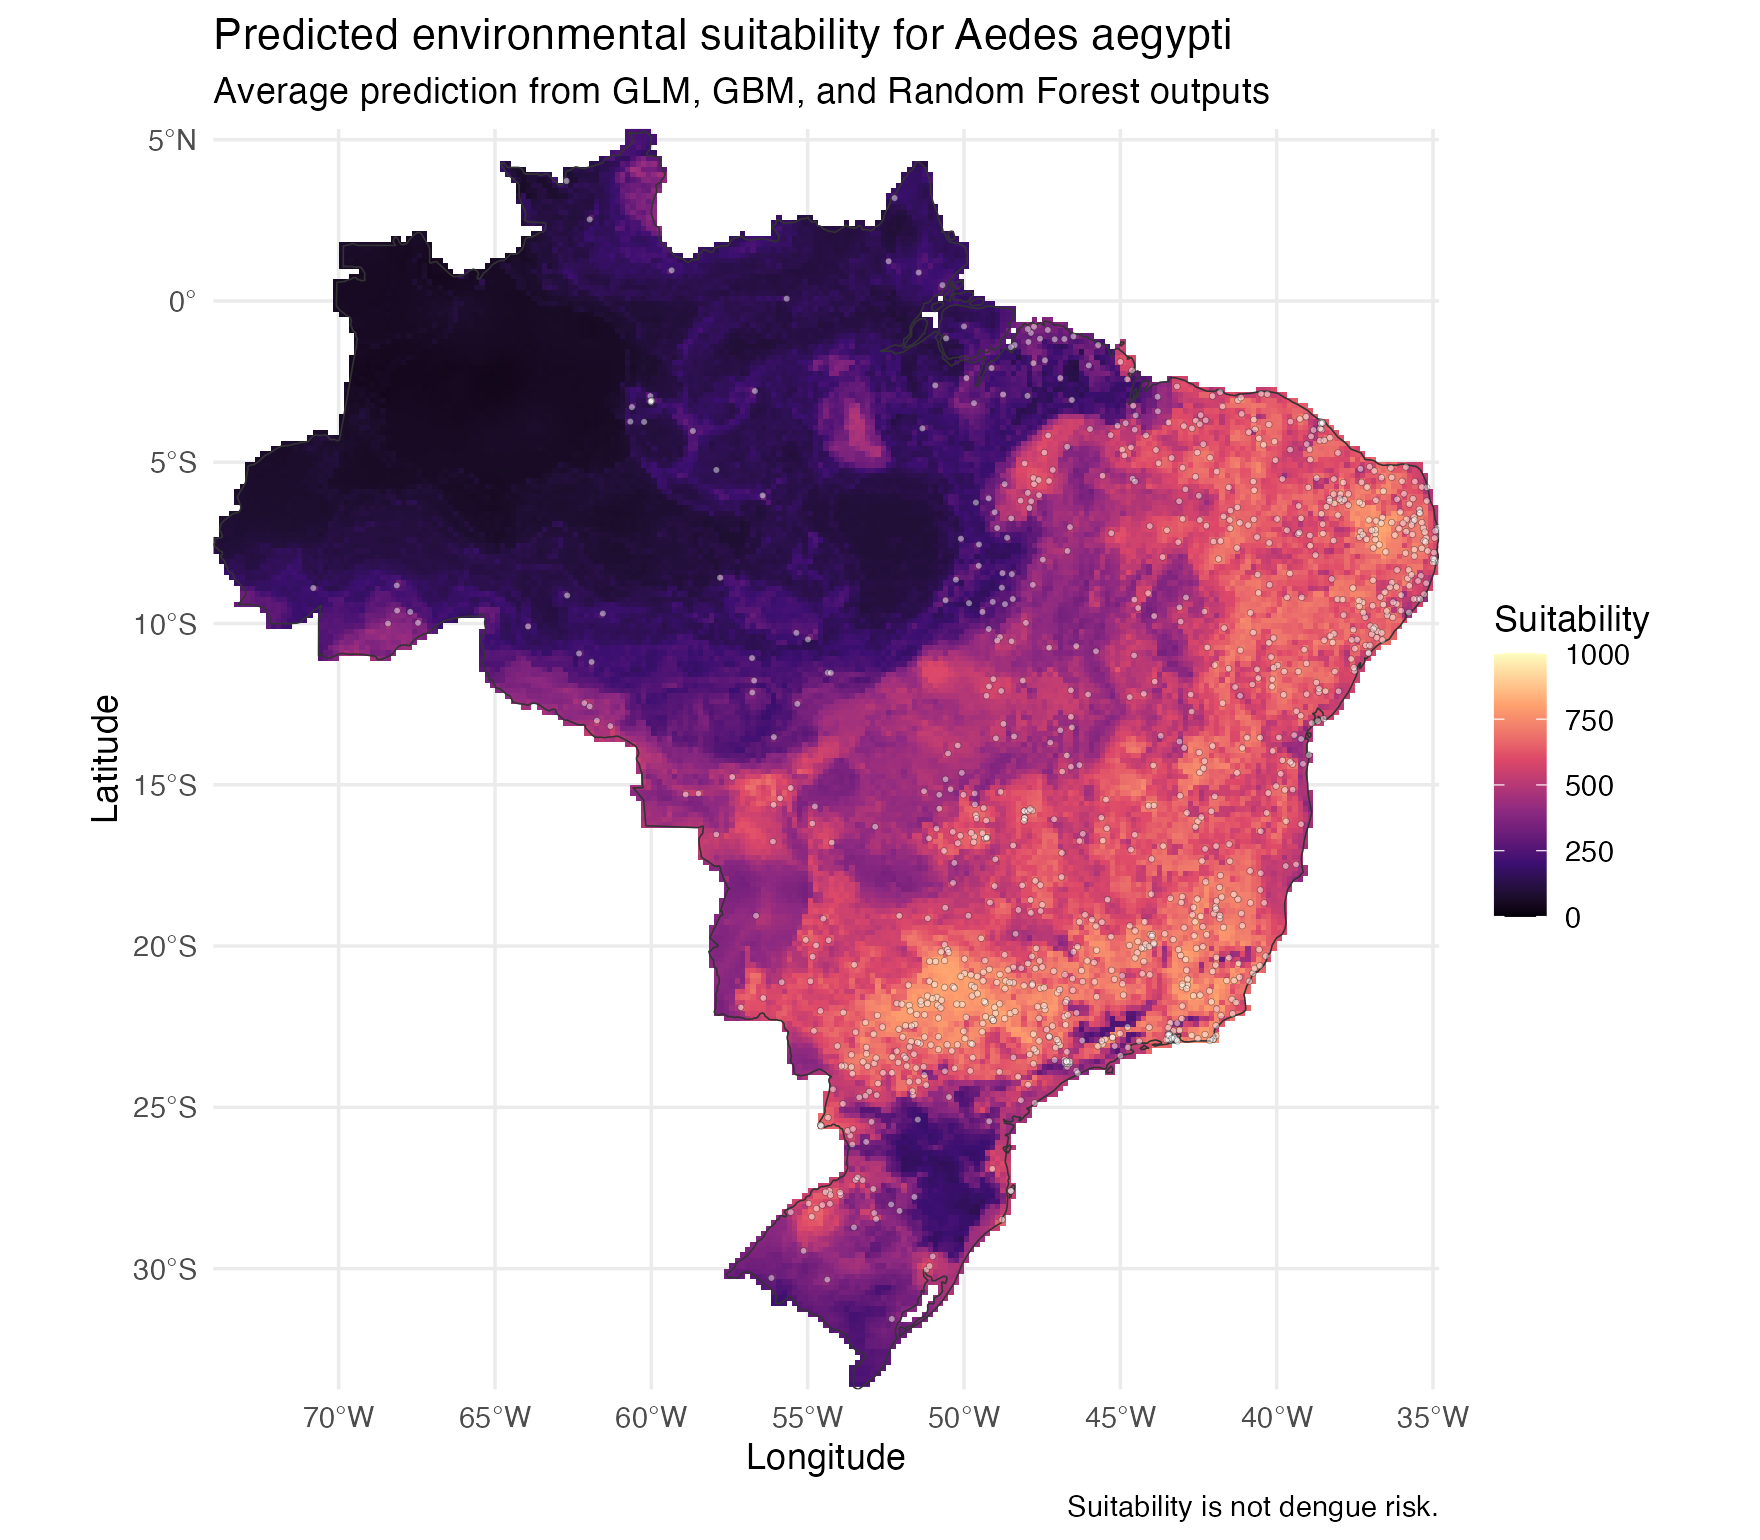 Predicted environmental suitability for Aedes aegypti
Average prediction from GLM, GBM, and Random Forest outputs
5°N
0°
5°S
10°S
15°S
20°S
25°S
30°S
Latitude
70°W 65°W 60°W 55°W 50°W 45°W 40°W 35°W
Longitude
Suitability
1000
750
500
250
0
Suitability is not dengue risk.